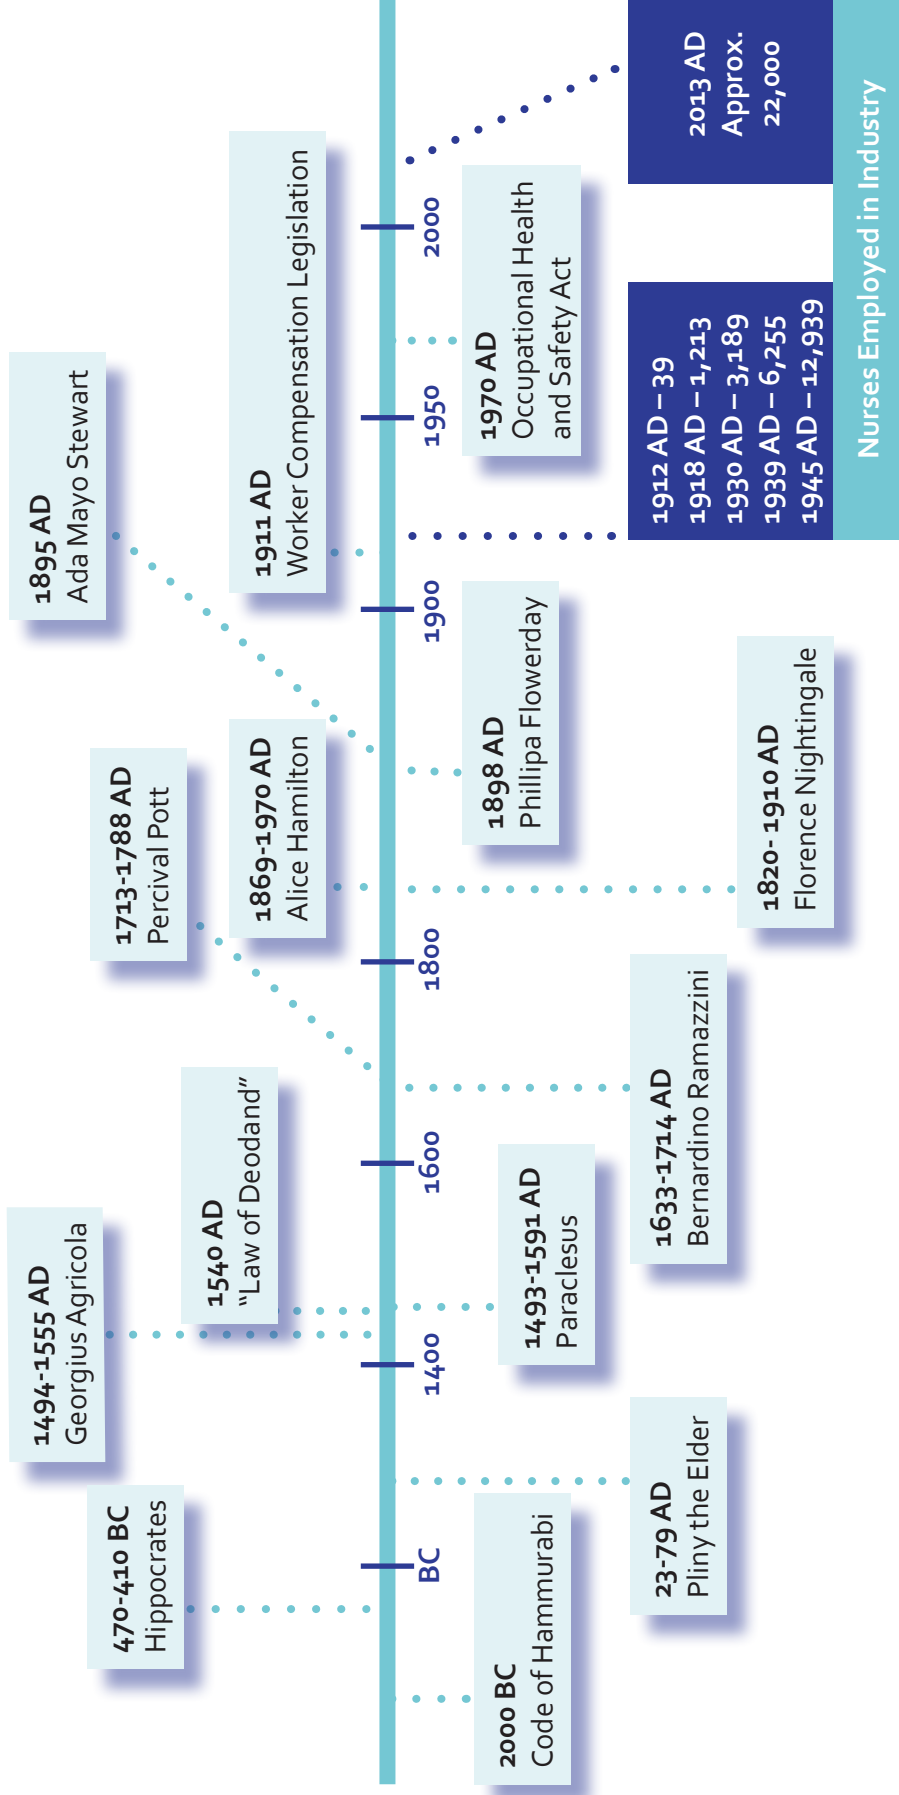 470-410 BC
Hippocrates
1494-1555 AD
Georgius Agricola
1540 AD
“Law of Deodand”
1713-1788 AD
Percival Pott
1869-1970 AD
Alice Hamilton
1895 AD
Ada Mayo Stewart
1911 AD
Worker Compensation Legislation
BC
1400
1600
1800
1900
1950
2000
2000 BC
Code of Hammurabi
23-79 AD
Pliny the Elder
1493-1591 AD
Paraclesus
1633-1714 AD
Bernardino Ramazzini
1820- 1910 AD
Florence Nightingale
1898 AD
Phillipa Flowerday
1970 AD
Occupational Health
and Safety Act
1912 AD – 39
1918 AD – 1,213
1930 AD – 3,189
1939 AD – 6,255
1945 AD – 12,939
2013 AD
Approx.
22,000
Nurses Employed in Industry